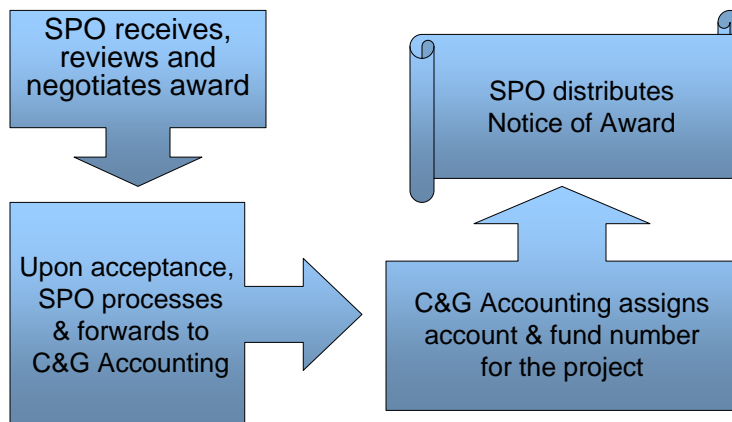 SPO receives,
reviews and
negotiates award
Upon acceptance,
SPO processes
& forwards to
C&G Accounting
C&G Accounting assigns
account & fund number
for the project
SPO distributes
Notice of Award